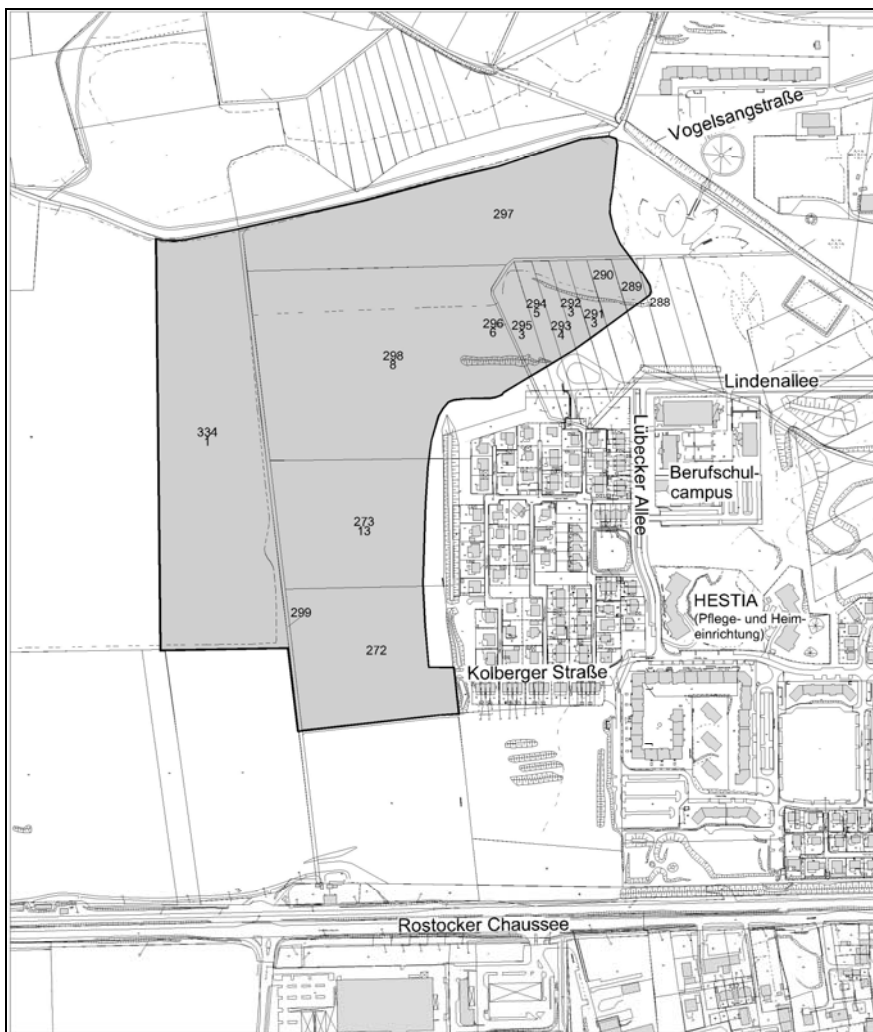 Vogelsangstraße
297
290
289
288
294
5
292
3
291
3
296
6
295
3
293
4
298
8
Lindenallee
334
1
Lübecker Allee
Berufschul-
campus
273
13
299
HESTIA
(Pflege- und Heim-
einrichtung)
272
Kolberger Straße
Rostocker Chaussee